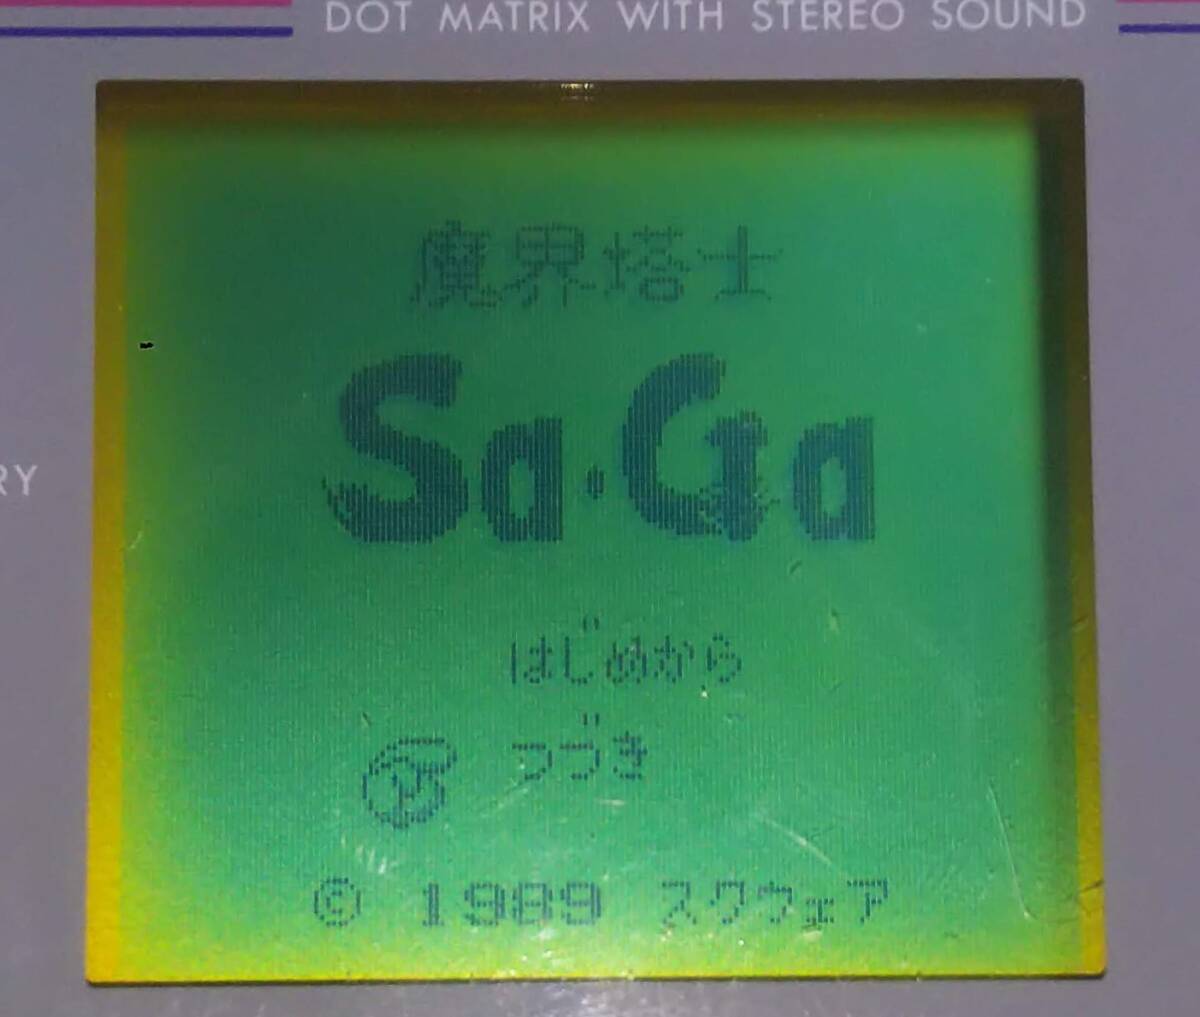 DOT MATRIX WITH STEREO SOUND
魔界塔士
Sa・Ga
RY
はじめから
つづき
© 1989 スクウェア